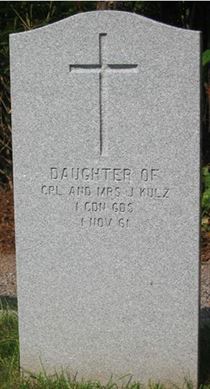 DAUGHTER OF
CPL AND MRS J KULZ
1 CDN GDS
1 NOV 61